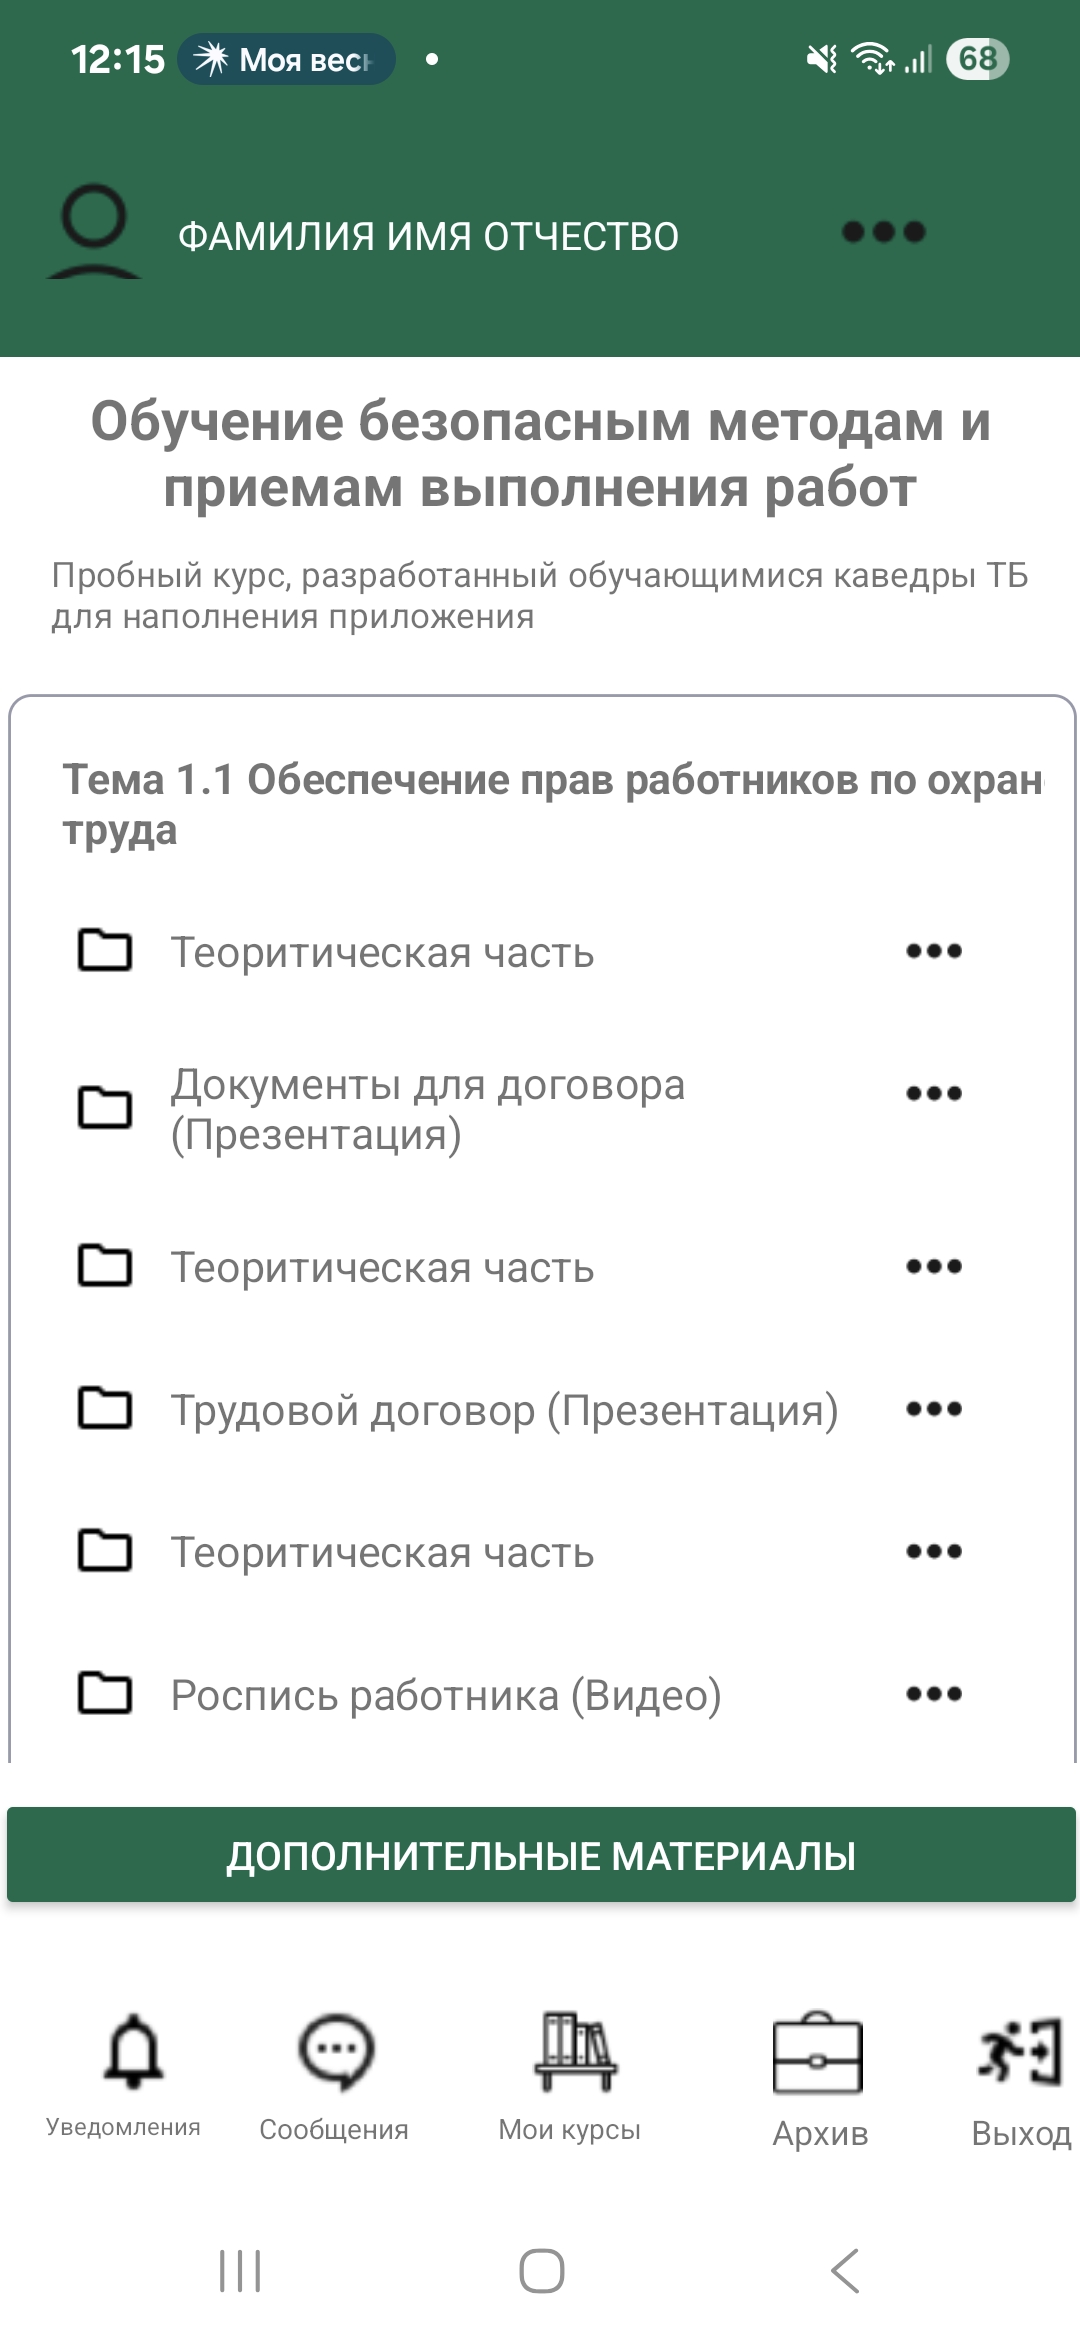 12:15 Моя весн 68
ФАМИЛИЯ ИМЯ ОТЧЕСТВО
Обучение безопасным методам и
приемам выполнения работ
Пробный курс, разработанный обучающимися каведры ТБ
для наполнения приложения
Тема 1.1 Обеспечение прав работников по охран
труда
Теоритическая часть
Документы для договора
(Презентация)
Теоритическая часть
Трудовой договор (Презентация)
Теоритическая часть
Роспись работника (Видео)
ДОПОЛНИТЕЛЬНЫЕ МАТЕРИАЛЫ
Уведомления Сообщения Мои курсы Архив Выход